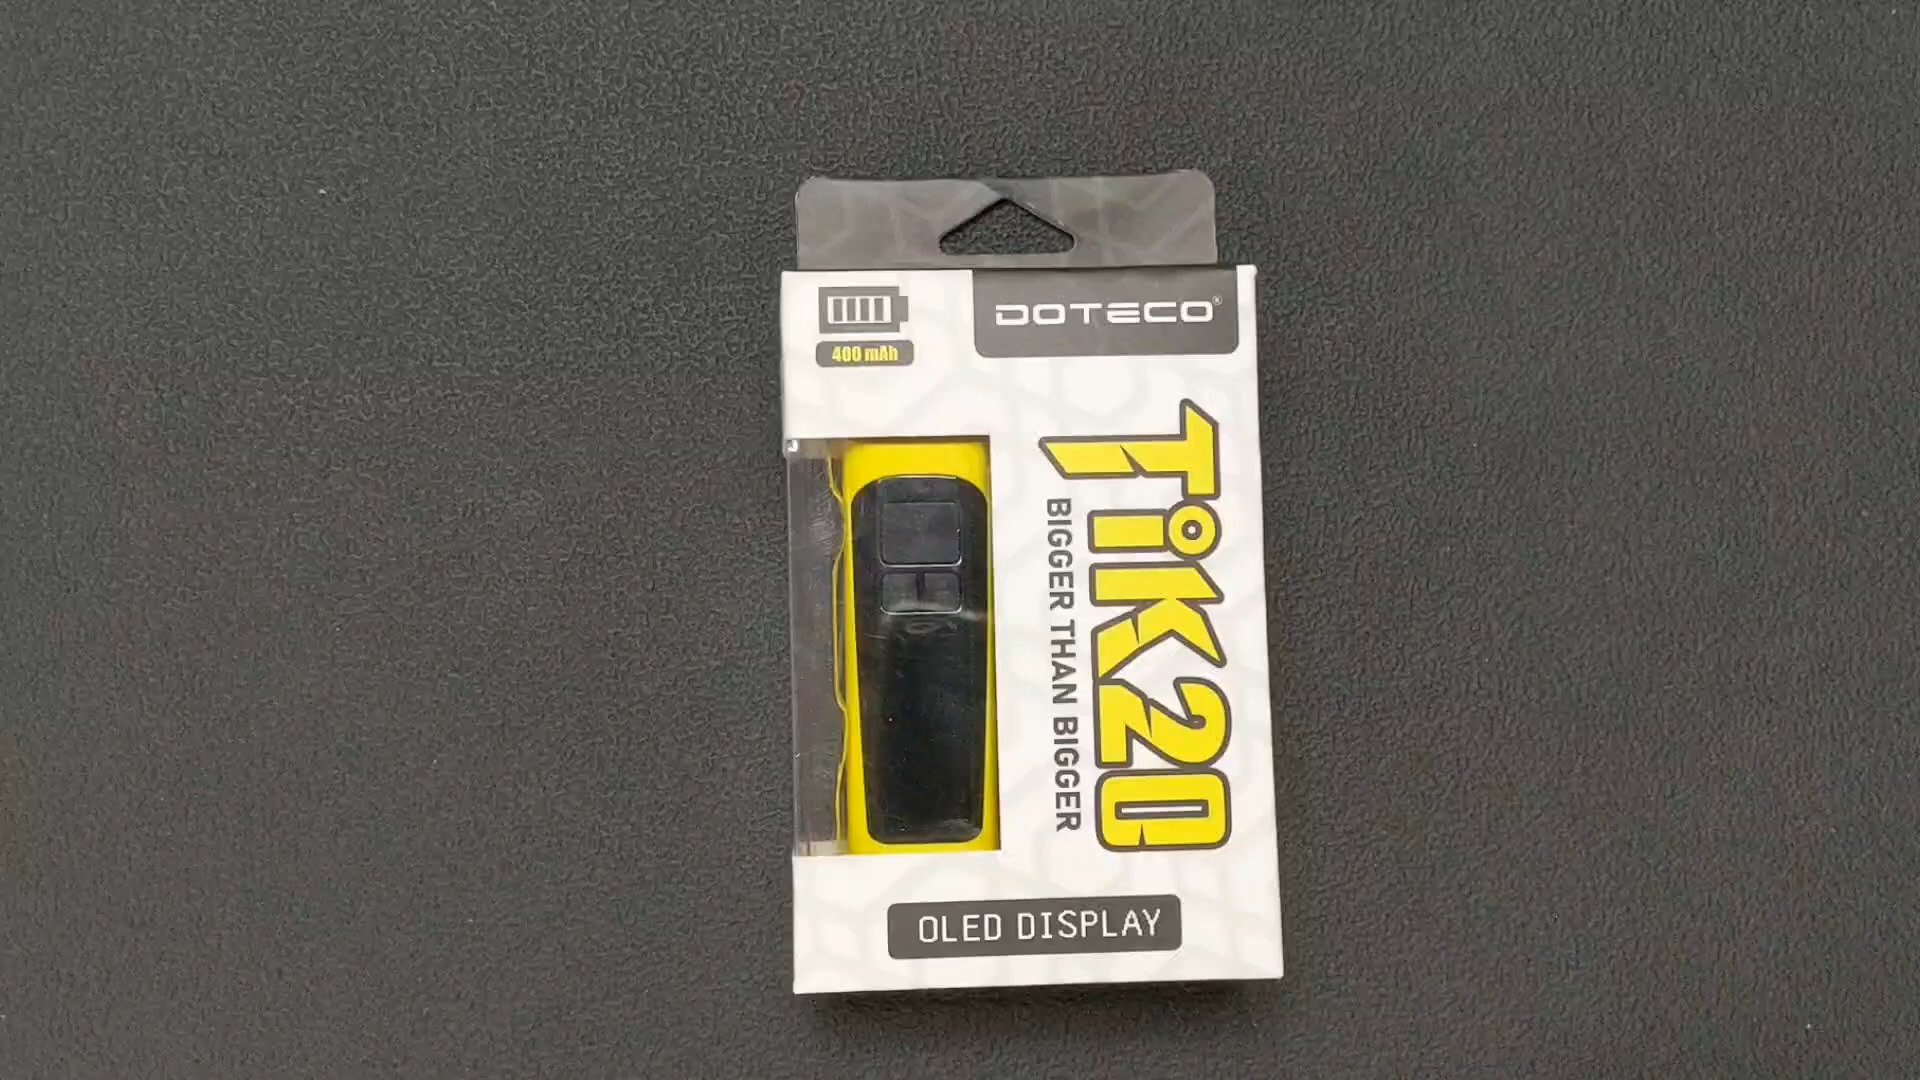 400 mAh
DOTECO®
TiK20
BIGGER THAN BIGGER
OLED DISPLAY